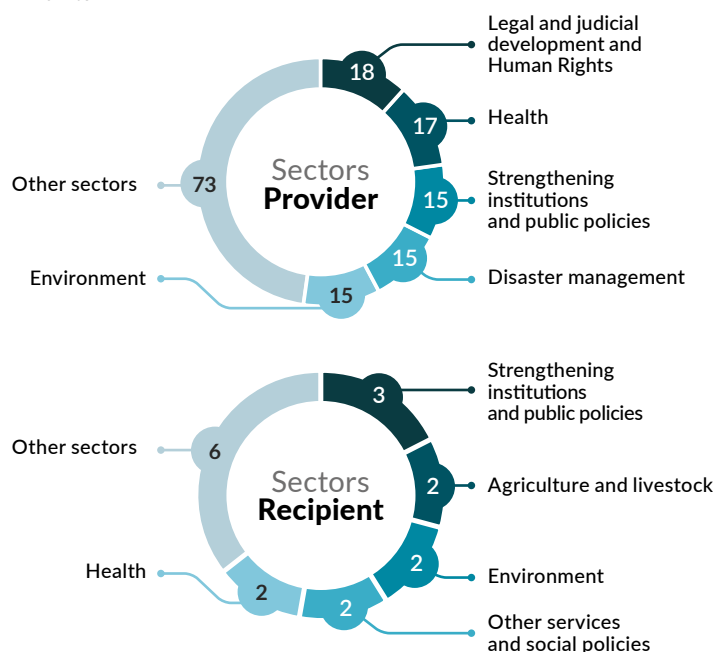 Legal and judicial
development and
Human Rights
18
Health
17
Other sectors
73
Sectors
Provider
Strengthening
institutions
and public policies
15
Environment
15
Disaster management
15
Strengthening
institutions
and public policies
3
Other sectors
6
Sectors
Recipient
Agriculture and livestock
2
Health
2
Environment
2
Other services
and social policies
2